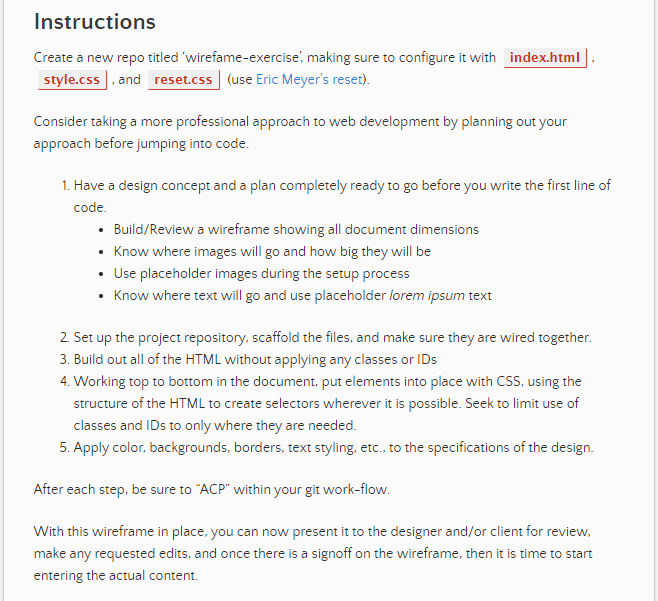 Instructions
Create a new repo titled ‘wirefame-exercise’, making sure to configure it with index.html ,
style.css , and reset.css (use Eric Meyer’s reset).
Consider taking a more professional approach to web development by planning out your
approach before jumping into code.
1. Have a design concept and a plan completely ready to go before you write the first line of
code.
• Build/Review a wireframe showing all document dimensions
• Know where images will go and how big they will be
• Use placeholder images during the setup process
• Know where text will go and use placeholder lorem ipsum text
2. Set up the project repository, scaffold the files, and make sure they are wired together.
3. Build out all of the HTML without applying any classes or IDs
4. Working top to bottom in the document, put elements into place with CSS, using the
structure of the HTML to create selectors wherever it is possible. Seek to limit use of
classes and IDs to only where they are needed.
5. Apply color, backgrounds, borders, text styling, etc., to the specifications of the design.
After each step, be sure to “ACP” within your git work-flow.
With this wireframe in place, you can now present it to the designer and/or client for review,
make any requested edits, and once there is a signoff on the wireframe, then it is time to start
entering the actual content.